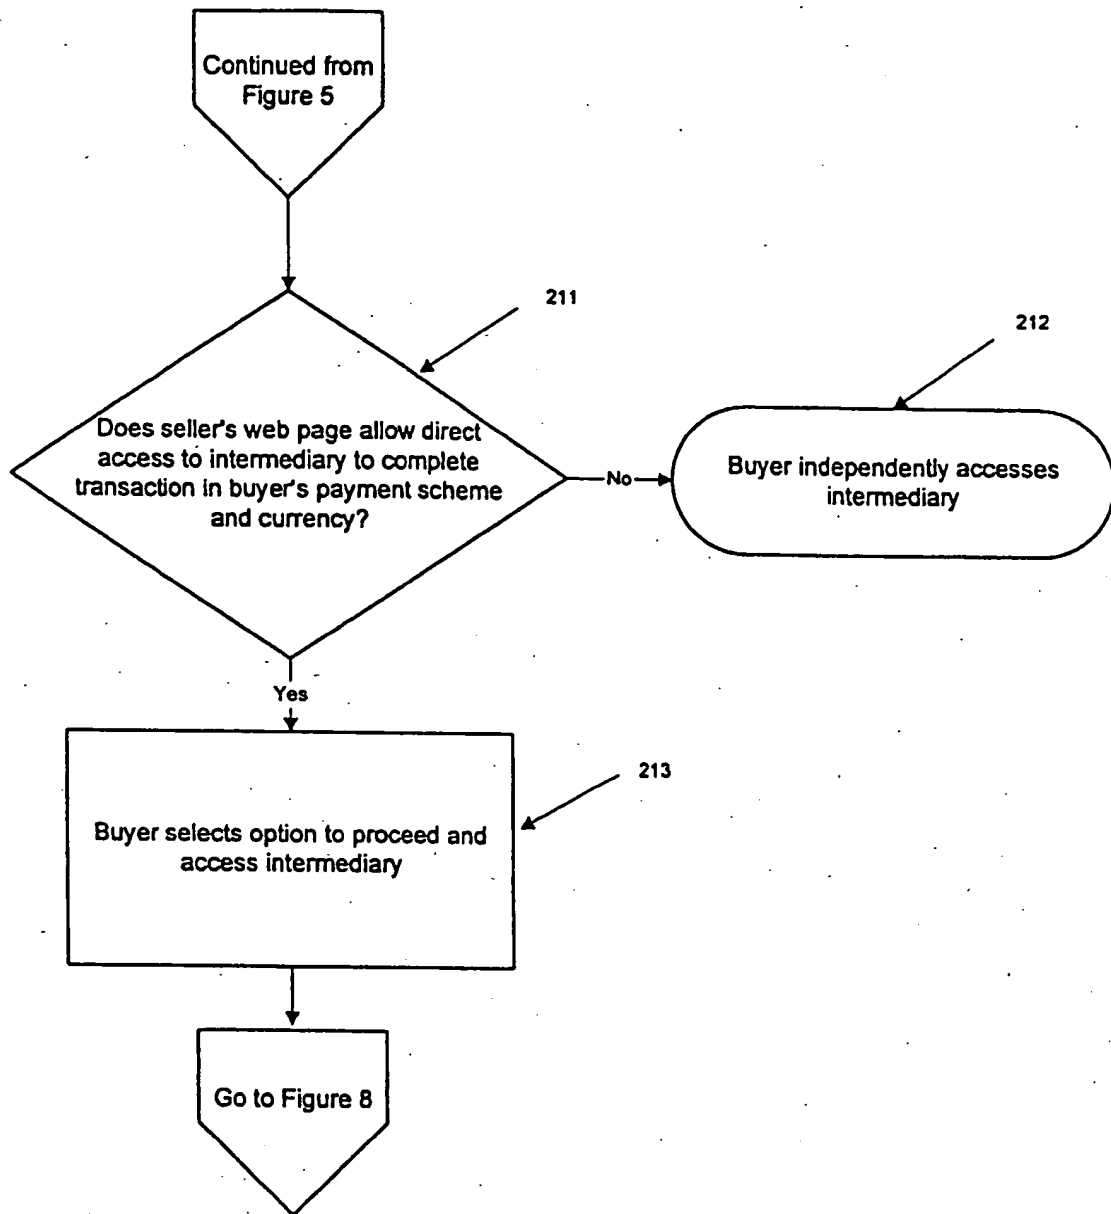 Continued from
Figure 5
211
Does seller's web page allow direct
access to intermediary to complete
transaction in buyer's payment scheme
and currency?
No
212
Buyer independently accesses
intermediary
Yes
213
Buyer selects option to proceed and
access intermediary
Go to Figure 8